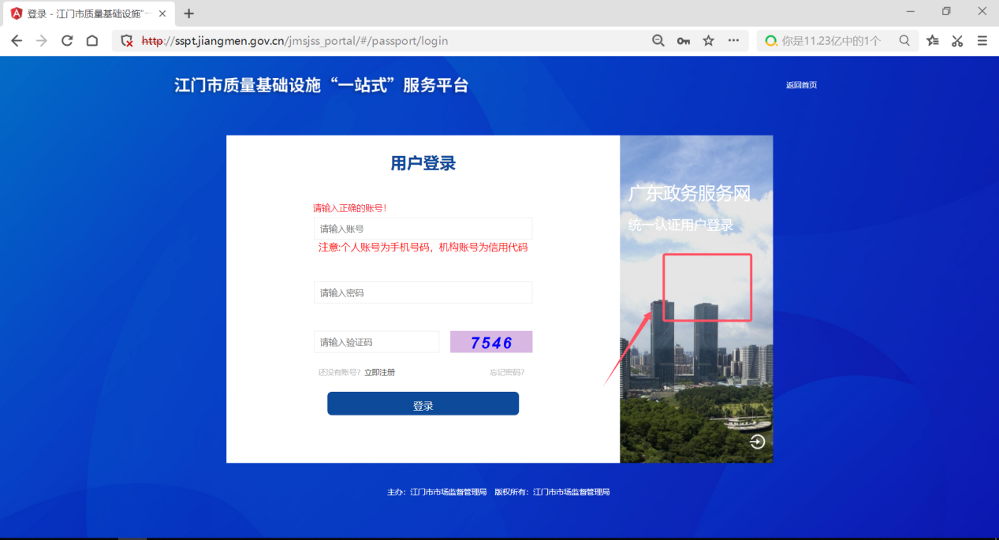 登录 - 江门市质量基础设施"一
http://sspt.jiangmen.gov.cn/jmsjss_portal/#/passport/login
你是11.23亿中的1个
江门市质量基础设施“一站式”服务平台
返回首页
用户登录
请输入正确的账号!
请输入账号
注意:个人账号为手机号码，机构账号为信用代码
请输入密码
请输入验证码
7546
还没有账号? 立即注册
忘记密码?
登录
广东政务服务网
统一认证用户登录
主办：江门市市场监督管理局 版权所有：江门市市场监督管理局